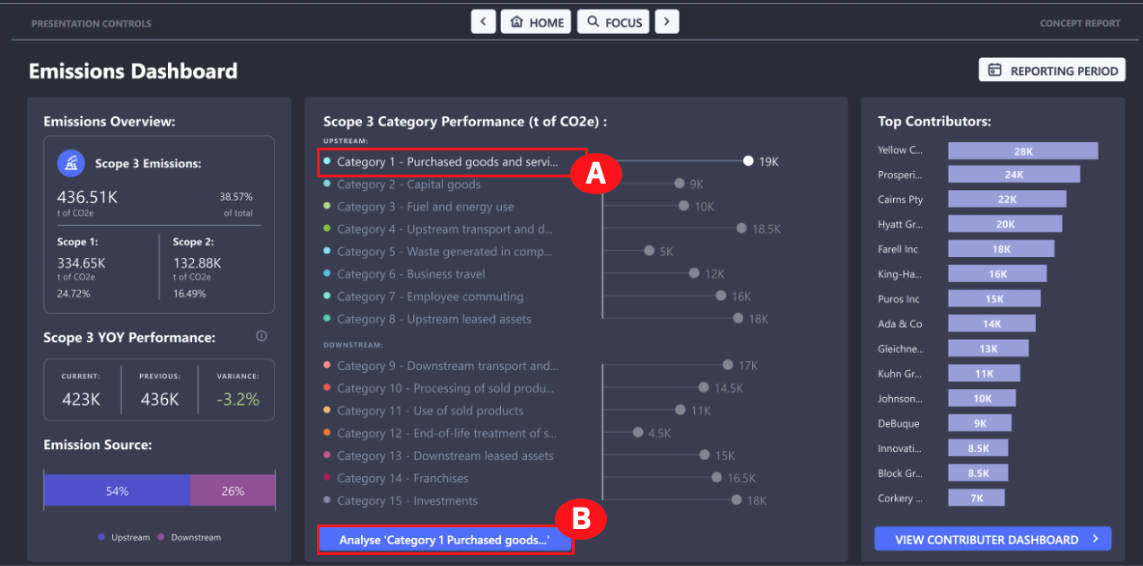 PRESENTATION CONTROLS
<
HOME
FOCUS
>
CONCEPT REPORT
Emissions Dashboard
REPORTING PERIOD
Emissions Overview:
Scope 3 Emissions:
436.51K
38.57%
t of CO2e
of total
Scope 1:
Scope 2:
334.65K
132.88K
t of CO2e
t of CO2e
24.72%
16.49%
Scope 3 YOY Performance:
CURRENT:
PREVIOUS:
VARIANCE:
423K
436K
-3.2%
Emission Source:
54%
26%
Upstream
Downstream
Scope 3 Category Performance (t of CO2e) :
UPSTREAM:
Category 1 - Purchased goods and servi...
A
19K
Category 2 - Capital goods
9K
Category 3 - Fuel and energy use
10K
Category 4 - Upstream transport and d...
18.5K
Category 5 - Waste generated in comp...
5K
Category 6 - Business travel
12K
Category 7 - Employee commuting
16K
Category 8 - Upstream leased assets
18K
DOWNSTREAM:
Category 9 - Downstream transport and...
17K
Category 10 - Processing of sold produ...
14.5K
Category 11 - Use of sold products
11K
Category 12 - End-of-life treatment of s...
4.5K
Category 13 - Downstream leased assets
15K
Category 14 - Franchises
16.5K
Category 15 - Investments
18K
B
Analyse 'Category 1 Purchased goods...'
Top Contributors:
Yellow C...
28K
Prosperi...
24K
Cairns Pty
22K
Hyatt Gr...
20K
Farell Inc
18K
King-Ha...
16K
Puros Inc
15K
Ada & Co
14K
Gleichne...
13K
Kuhn Gr...
11K
Johnson...
10K
DeBuque
9K
Innovati...
8.5K
Block Gr...
8.5K
Corkery ...
7K
VIEW CONTRIBUTER DASHBOARD >